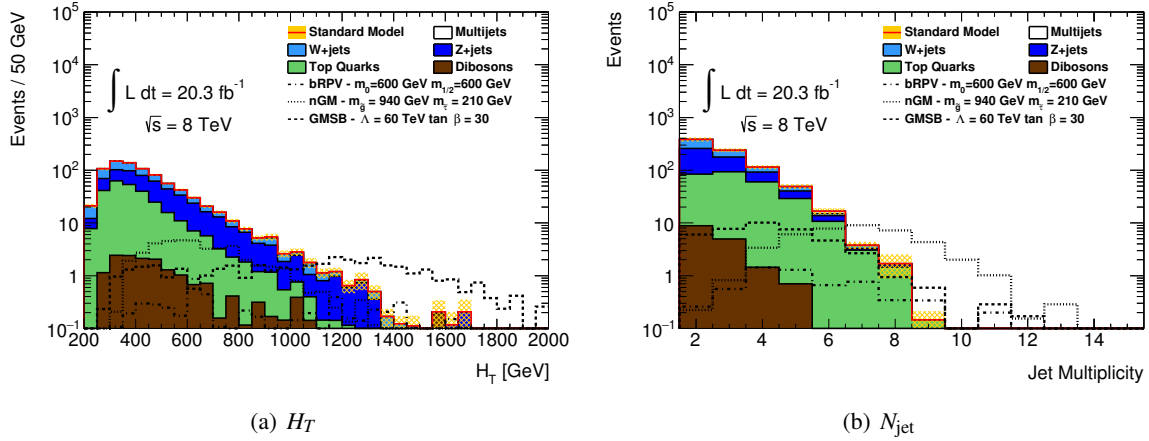 Events / 50 GeV
10^5
10^4
10^3
10^2
10
1
10^-1
Standard Model
Multijets
W+jets
Z+jets
Top Quarks
Dibosons
bRPV - m_0=600 GeV m_1/2=600 GeV
nGM - m_g̃ = 940 GeV m_τ̃ = 210 GeV
GMSB - Λ = 60 TeV tan β = 30
∫ L dt = 20.3 fb^-1
√s = 8 TeV
200 400 600 800 1000 1200 1400 1600 1800 2000
H_T [GeV]
(a) H_T
Events
10^5
10^4
10^3
10^2
10
1
10^-1
Standard Model
Multijets
W+jets
Z+jets
Top Quarks
Dibosons
bRPV - m_0=600 GeV m_1/2=600 GeV
nGM - m_g̃ = 940 GeV m_τ̃ = 210 GeV
GMSB - Λ = 60 TeV tan β = 30
∫ L dt = 20.3 fb^-1
√s = 8 TeV
2 4 6 8 10 12 14
Jet Multiplicity
(b) N_jet